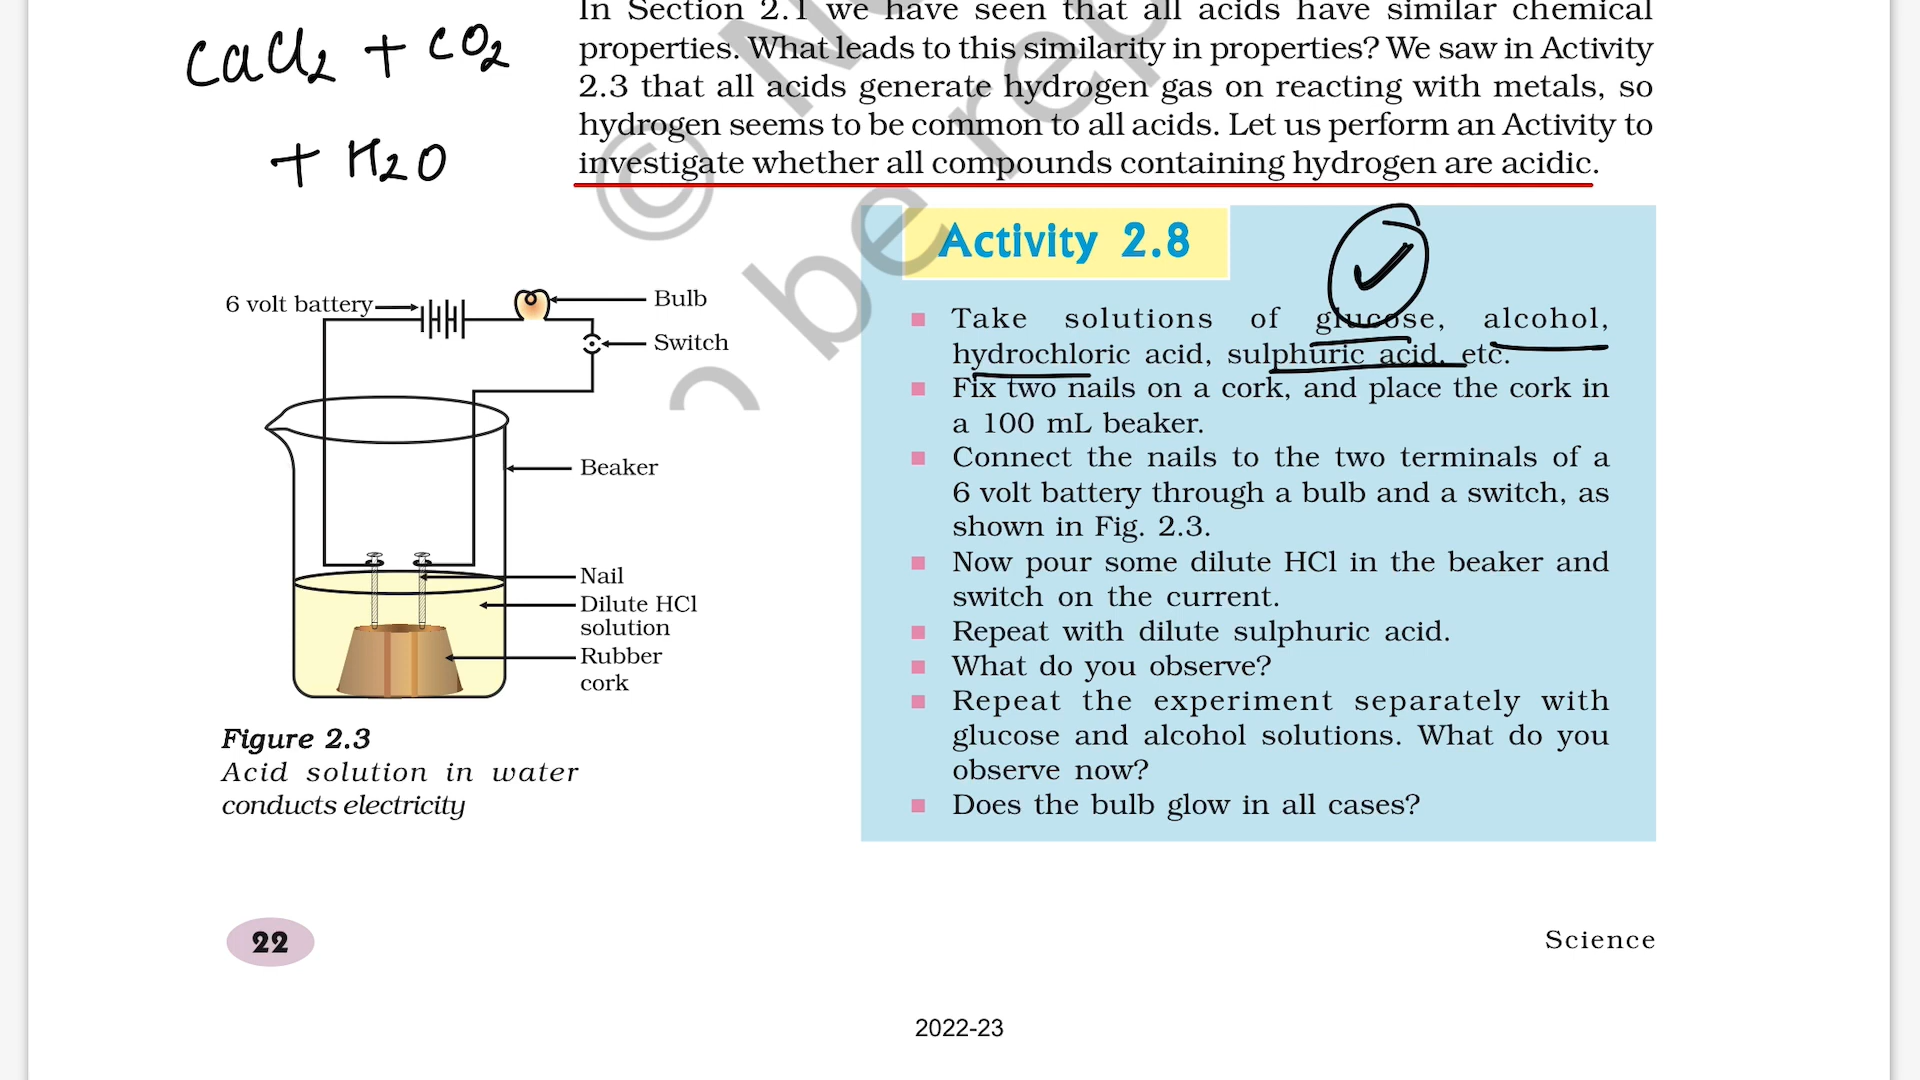 In Section 2.1 we have seen that all acids have similar chemical
CaCl2 + CO2
properties. What leads to this similarity in properties? We saw in Activity
2.3 that all acids generate hydrogen gas on reacting with metals, so
hydrogen seems to be common to all acids. Let us perform an Activity to
+ H2O
investigate whether all compounds containing hydrogen are acidic.
6 volt battery
Bulb
Switch
Beaker
Nail
Dilute HCl
solution
Rubber
cork
Figure 2.3
Acid solution in water
conducts electricity
Activity 2.8
Take solutions of glucose, alcohol,
hydrochloric acid, sulphuric acid, etc.
Fix two nails on a cork, and place the cork in
a 100 mL beaker.
Connect the nails to the two terminals of a
6 volt battery through a bulb and a switch, as
shown in Fig. 2.3.
Now pour some dilute HCl in the beaker and
switch on the current.
Repeat with dilute sulphuric acid.
What do you observe?
Repeat the experiment separately with
glucose and alcohol solutions. What do you
observe now?
Does the bulb glow in all cases?
22
Science
2022-23